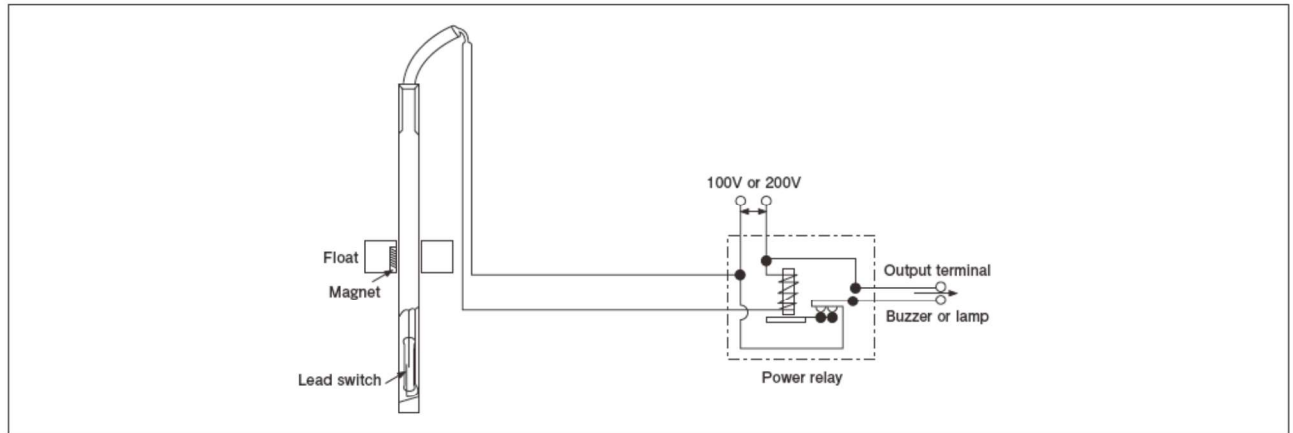 100V or 200V
Float
Magnet
Output terminal
Buzzer or lamp
Lead switch
Power relay